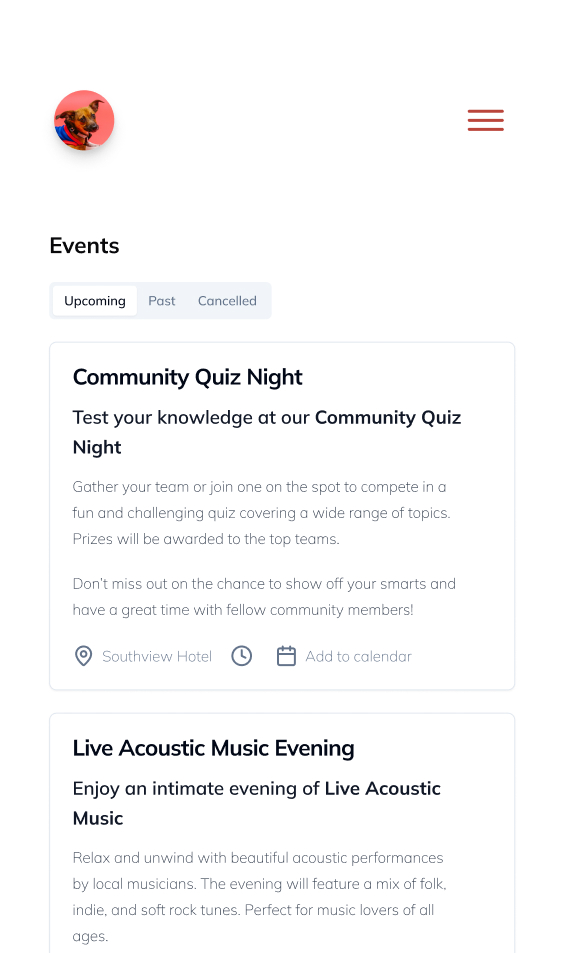 Events
Upcoming Past Cancelled
Community Quiz Night
Test your knowledge at our Community Quiz
Night
Gather your team or join one on the spot to compete in a
fun and challenging quiz covering a wide range of topics.
Prizes will be awarded to the top teams.
Don't miss out on the chance to show off your smarts and
have a great time with fellow community members!
Southview Hotel Add to calendar
Live Acoustic Music Evening
Enjoy an intimate evening of Live Acoustic
Music
Relax and unwind with beautiful acoustic performances
by local musicians. The evening will feature a mix of folk,
indie, and soft rock tunes. Perfect for music lovers of all
ages.